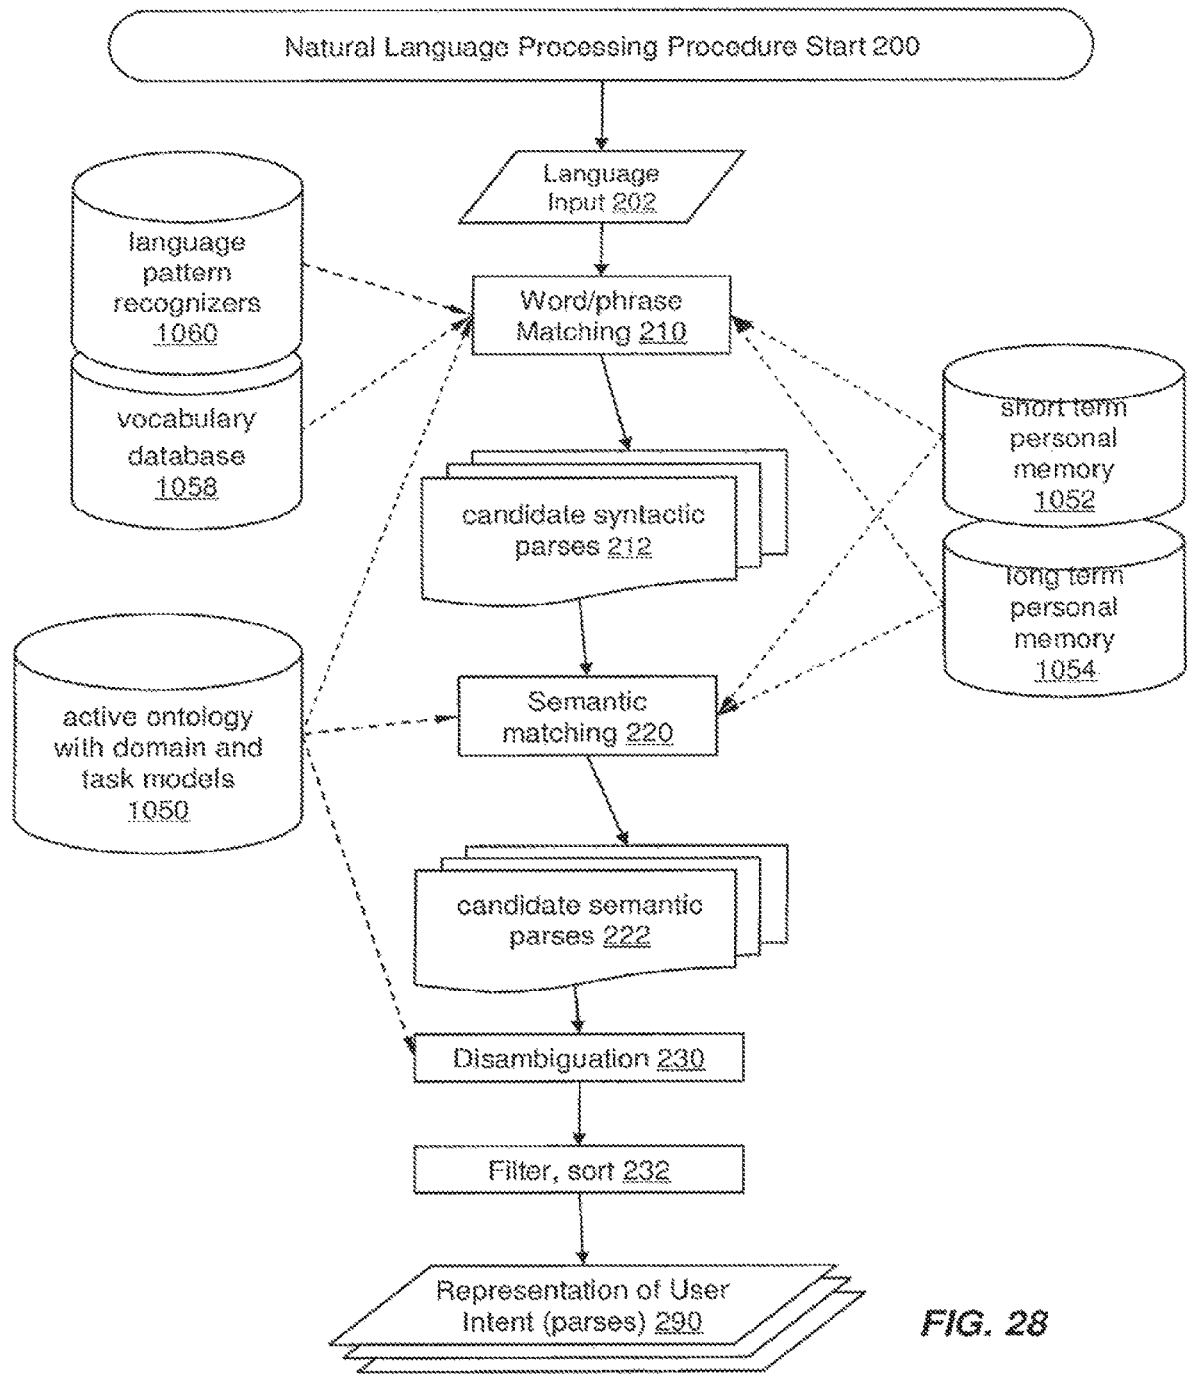 Natural Language Processing Procedure Start 200
Language
Input 202
language
pattern
recognizers
1060
Word/phrase
Matching 210
vocabulary
database
1058
short term
personal
memory
1052
candidate syntactic
parses 212
long term
personal
memory
1054
active ontology
with domain and
task models
1050
Semantic
matching 220
candidate semantic
parses 222
Disambiguation 230
Filter, sort 232
Representation of User
Intent (parses) 290
FIG. 28